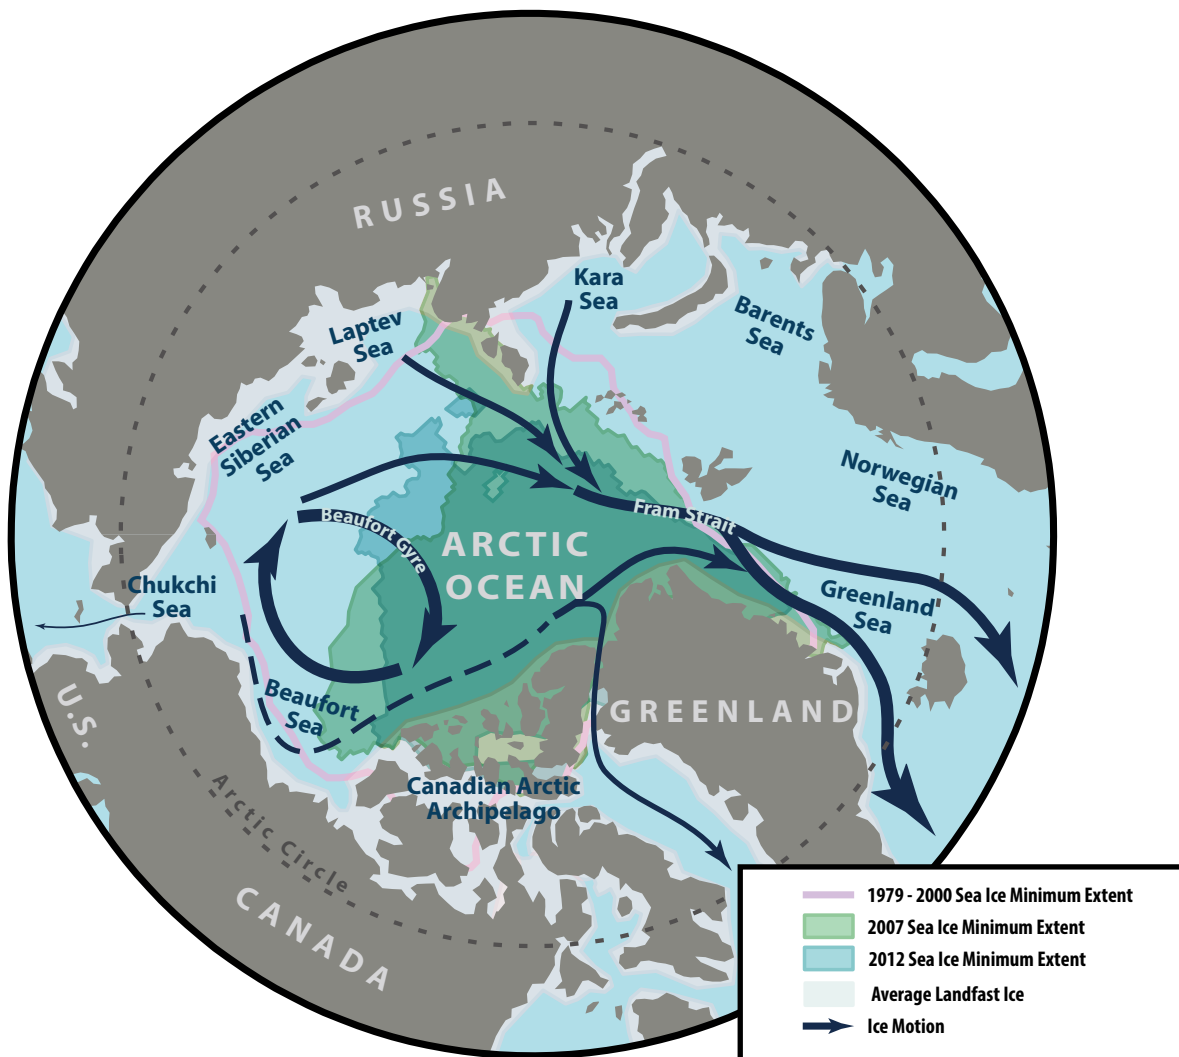 RUSSIA
Kara
Sea
Barents
Sea
Laptev
Sea
Eastern
Siberian
Sea
Norwegian
Sea
Fram Strait
Beaufort Gyre
ARCTIC
OCEAN
Chukchi
Sea
Greenland
Sea
Beaufort
Sea
U.S.
GREENLAND
Canadian Arctic
Archipelago
Arctic Circle
CANADA
1979 - 2000 Sea Ice Minimum Extent
2007 Sea Ice Minimum Extent
2012 Sea Ice Minimum Extent
Average Landfast Ice
Ice Motion